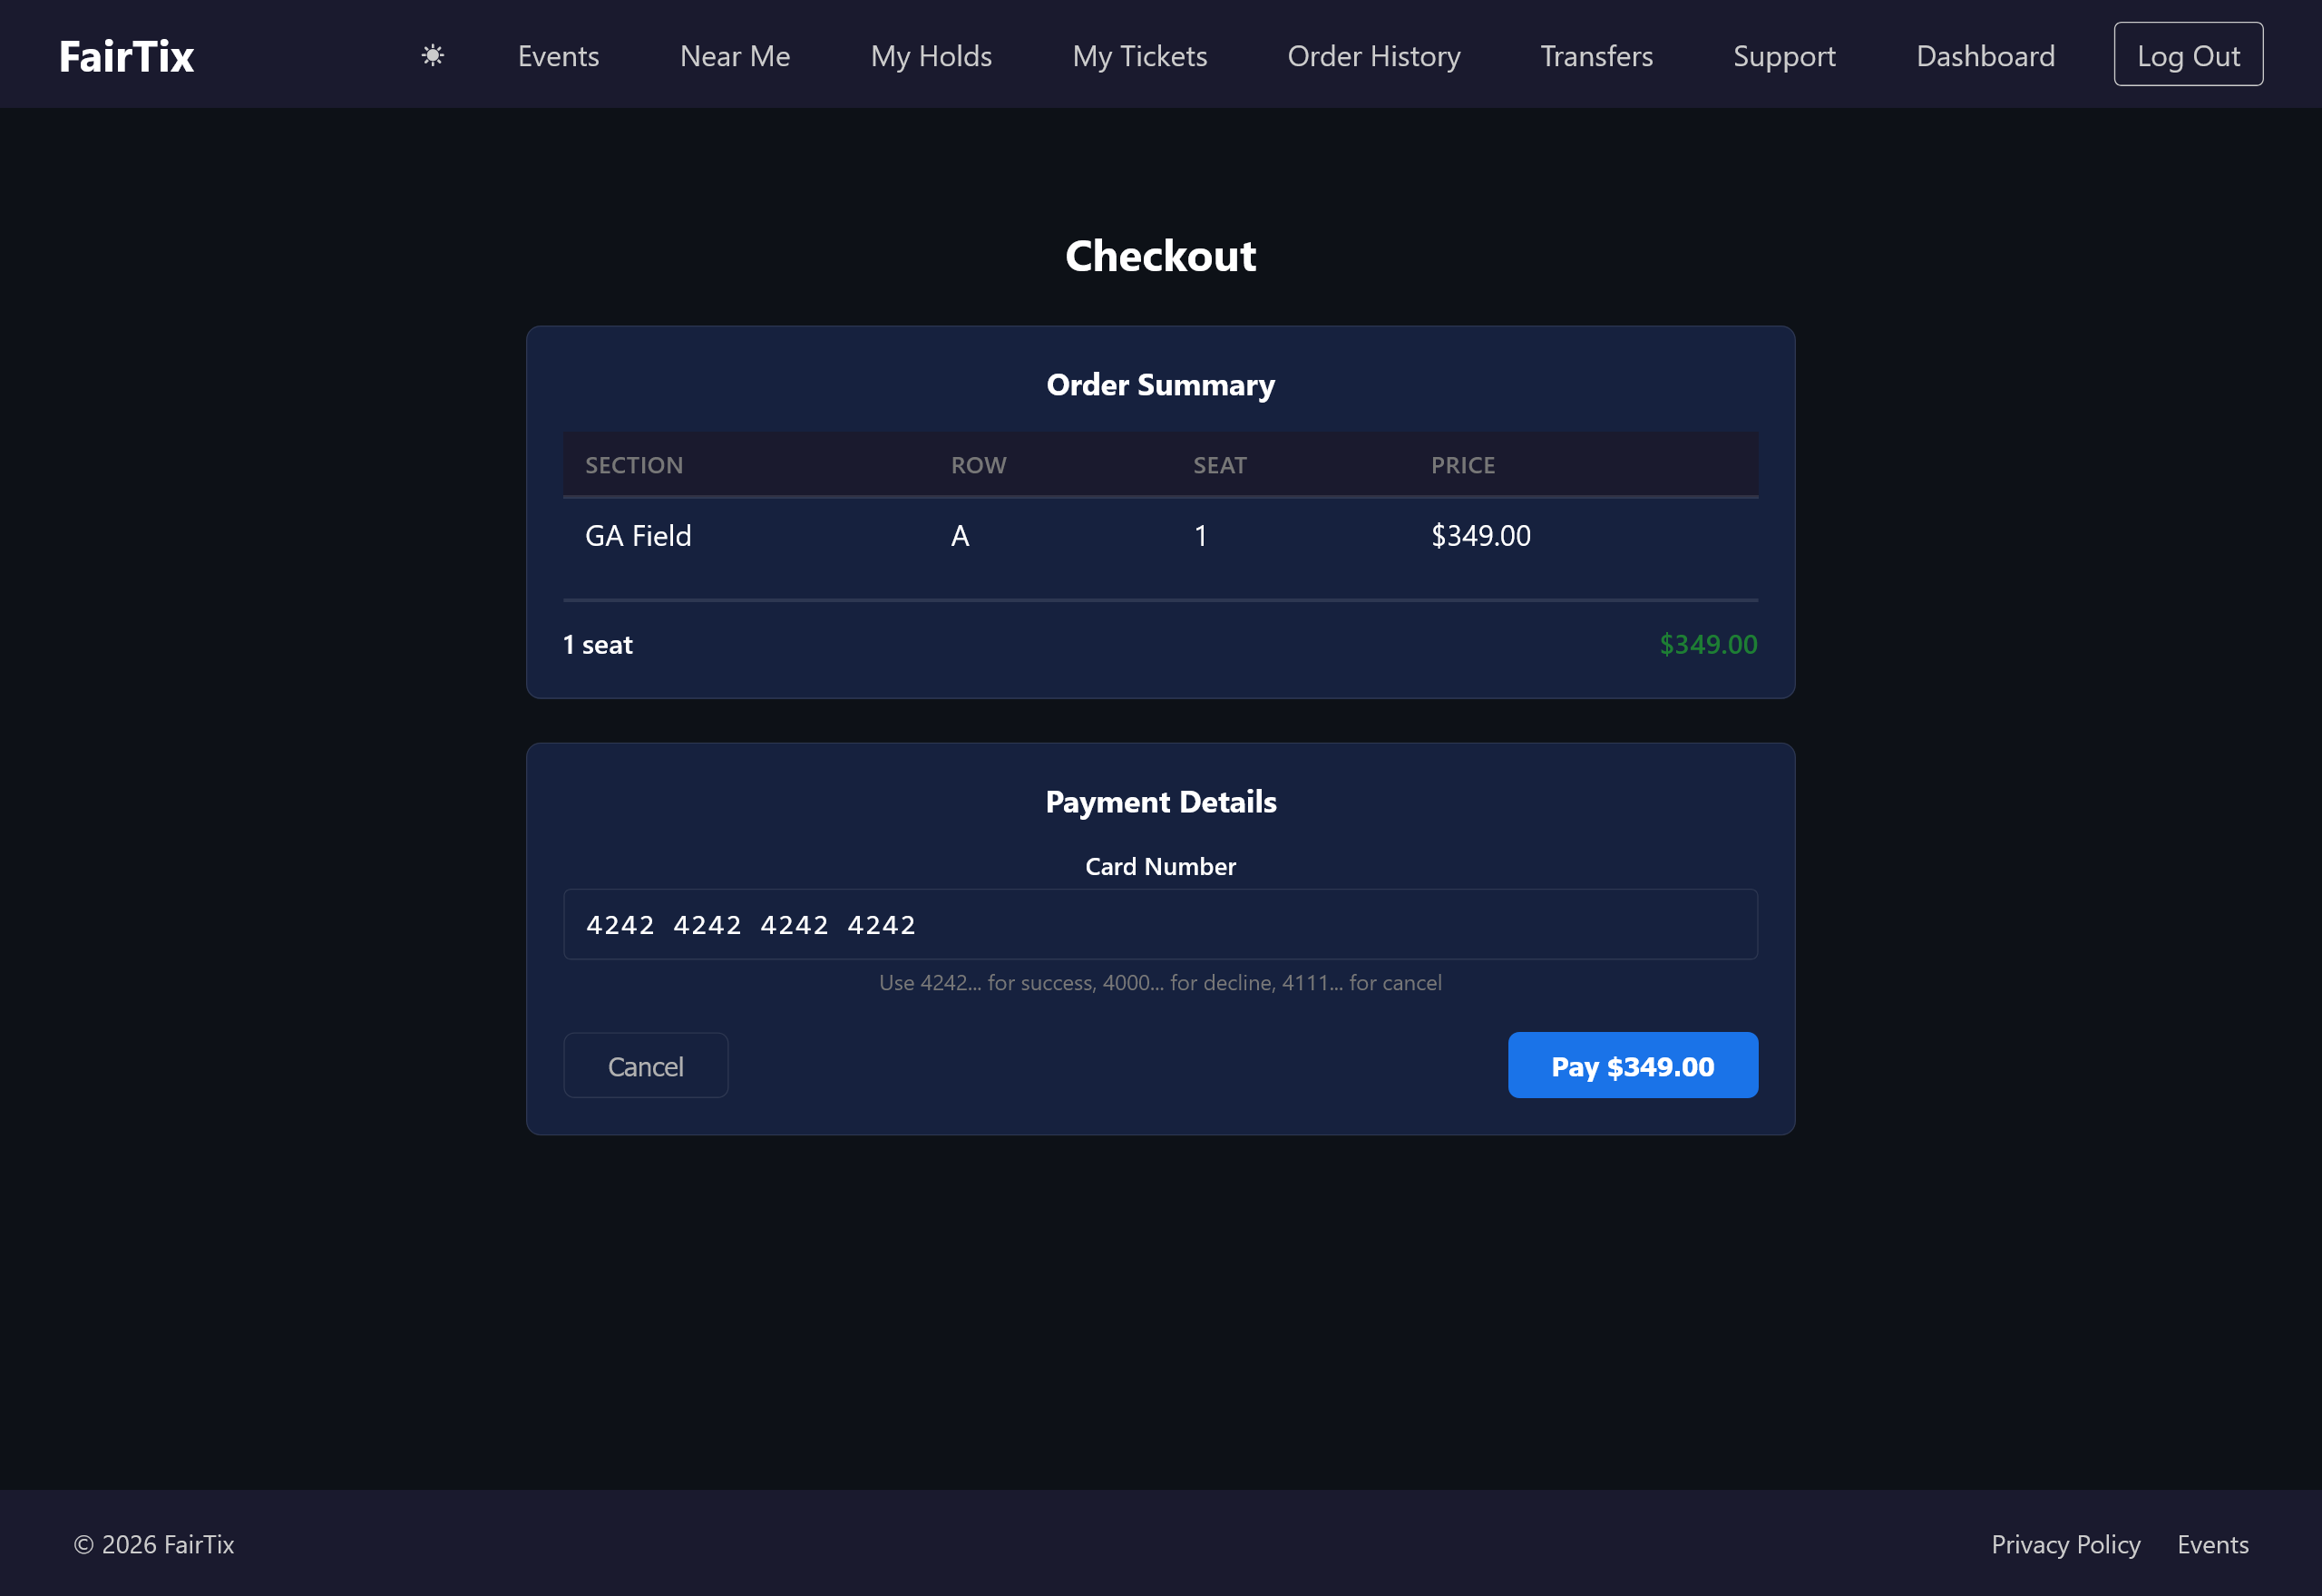 FairTix
Events Near Me My Holds My Tickets Order History Transfers Support Dashboard Log Out
Checkout
Order Summary
SECTION ROW SEAT PRICE
GA Field A 1 $349.00
1 seat $349.00
Payment Details
Card Number
4242 4242 4242 4242
Use 4242... for success, 4000... for decline, 4111... for cancel
Cancel Pay $349.00
© 2026 FairTix Privacy Policy Events